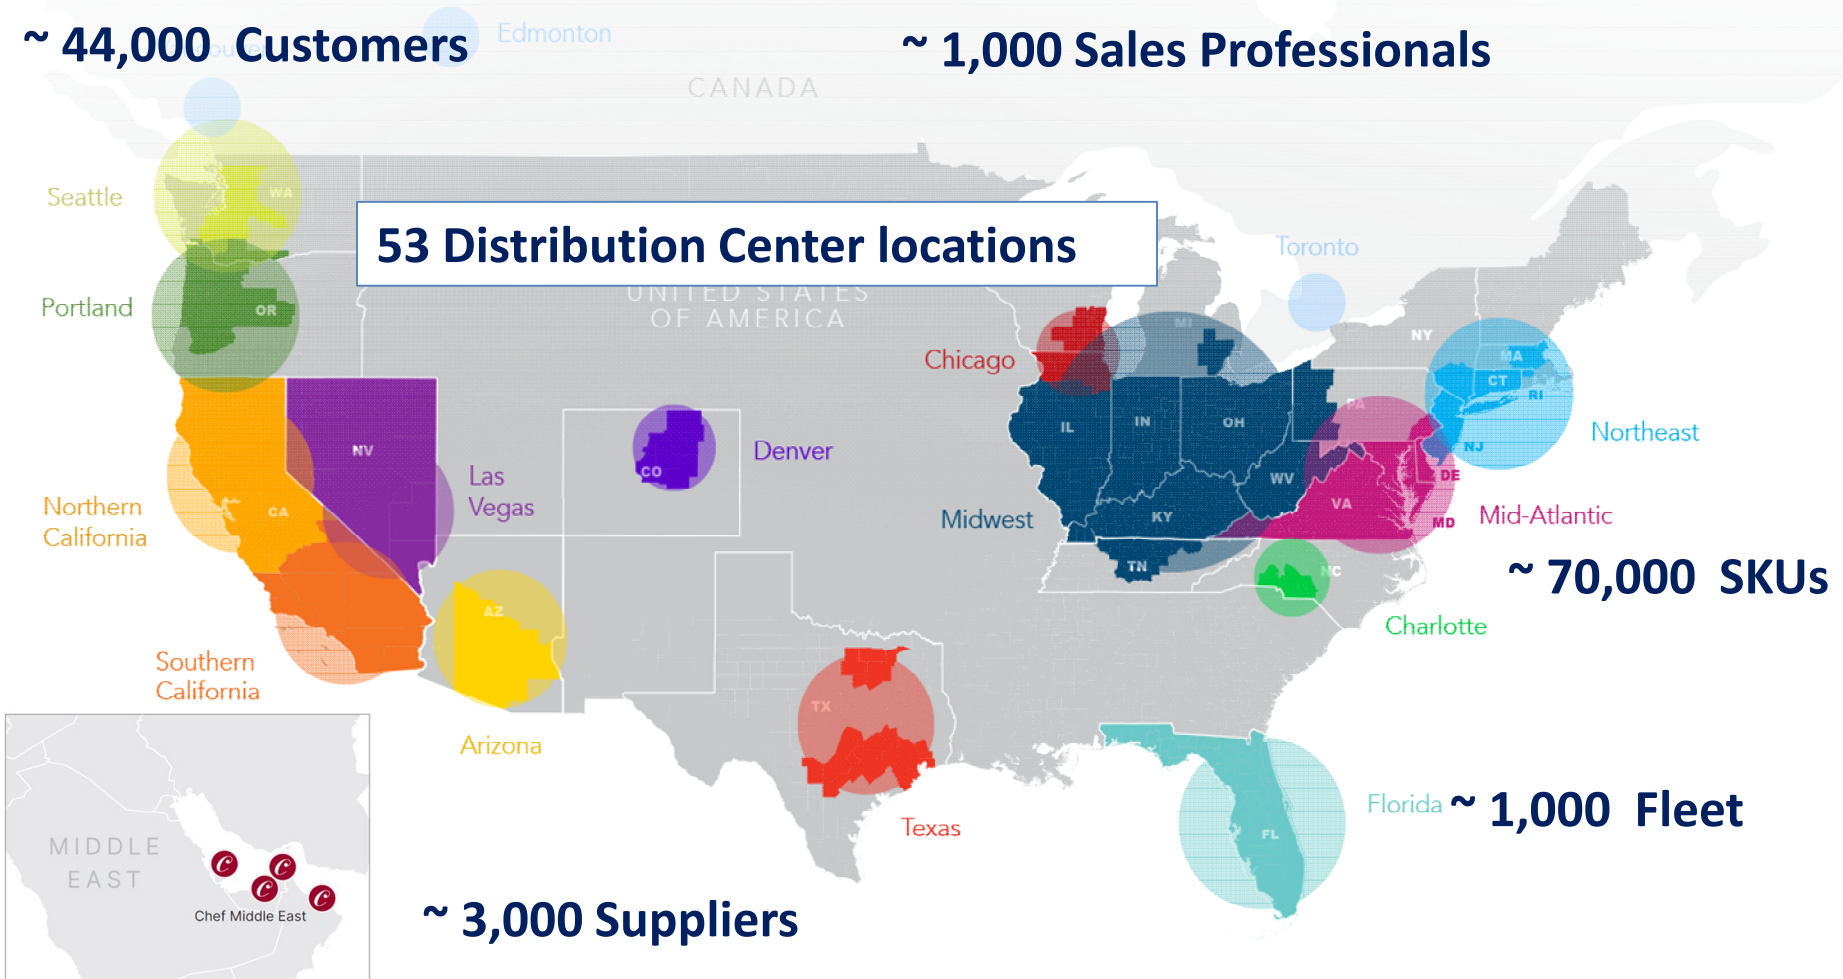 ~ 44,000 Customers
Edmonton
~ 1,000 Sales Professionals
CANADA
Seattle
WA
53 Distribution Center locations
Toronto
UNITED STATES
OF AMERICA
Portland
OR
MI
NY
Chicago
MA
CT
RI
PA
Northeast
NJ
IL
IN
OH
NV
Denver
CO
Las
Vegas
WV
DE
VA
MD
Mid-Atlantic
Northern
California
CA
Midwest
KY
TN
NC
~ 70,000 SKUs
Charlotte
AZ
Southern
California
Arizona
TX
Texas
Florida
~ 1,000 Fleet
FL
MIDDLE
EAST
Chef Middle East
~ 3,000 Suppliers